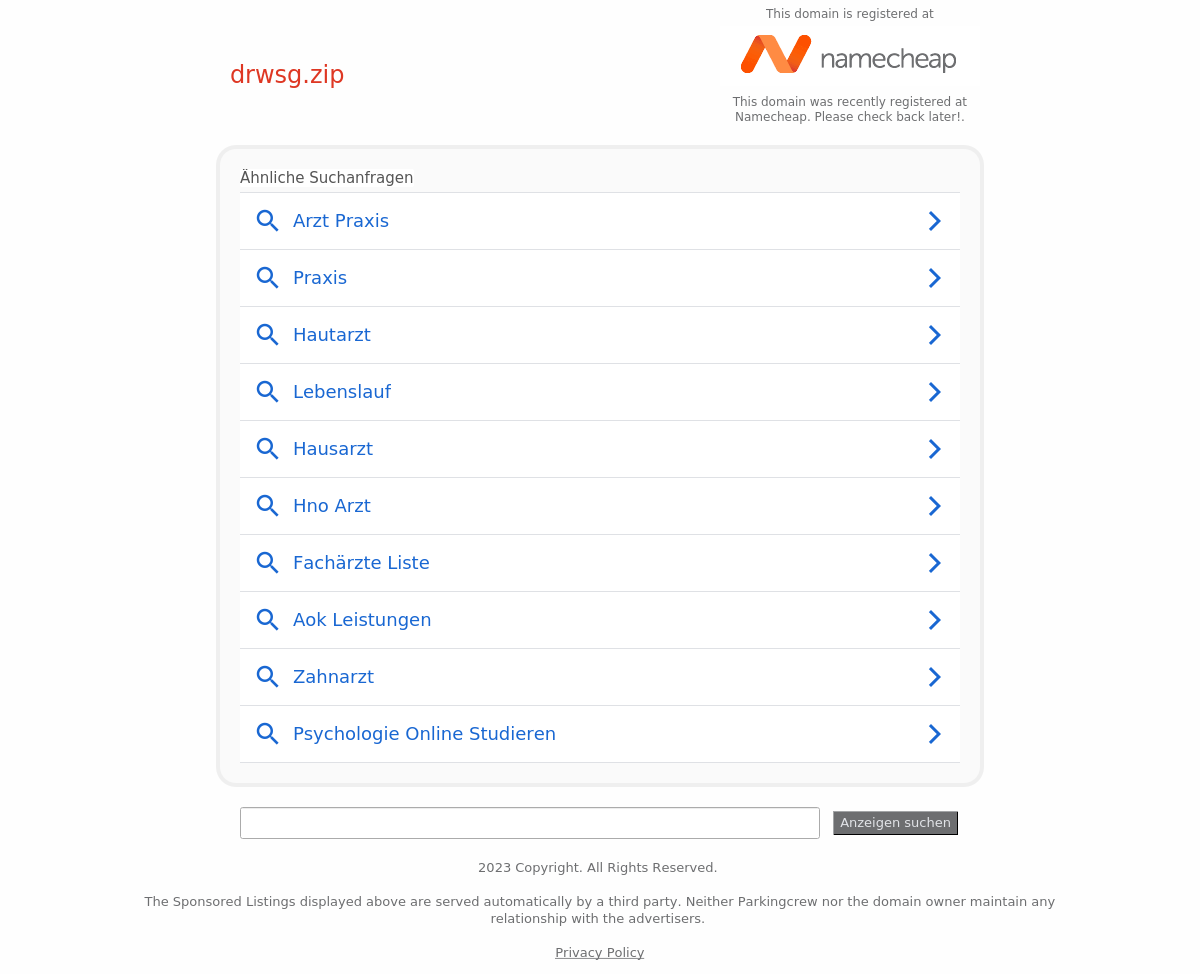 This domain is registered at
namecheap
drwsg.zip
This domain was recently registered at
Namecheap. Please check back later!.
Ähnliche Suchanfragen
Arzt Praxis
Praxis
Hautarzt
Lebenslauf
Hausarzt
Hno Arzt
Fachärzte Liste
Aok Leistungen
Zahnarzt
Psychologie Online Studieren
Anzeigen suchen
2023 Copyright. All Rights Reserved.
The Sponsored Listings displayed above are served automatically by a third party. Neither Parkingcrew nor the domain owner maintain any
relationship with the advertisers.
Privacy Policy